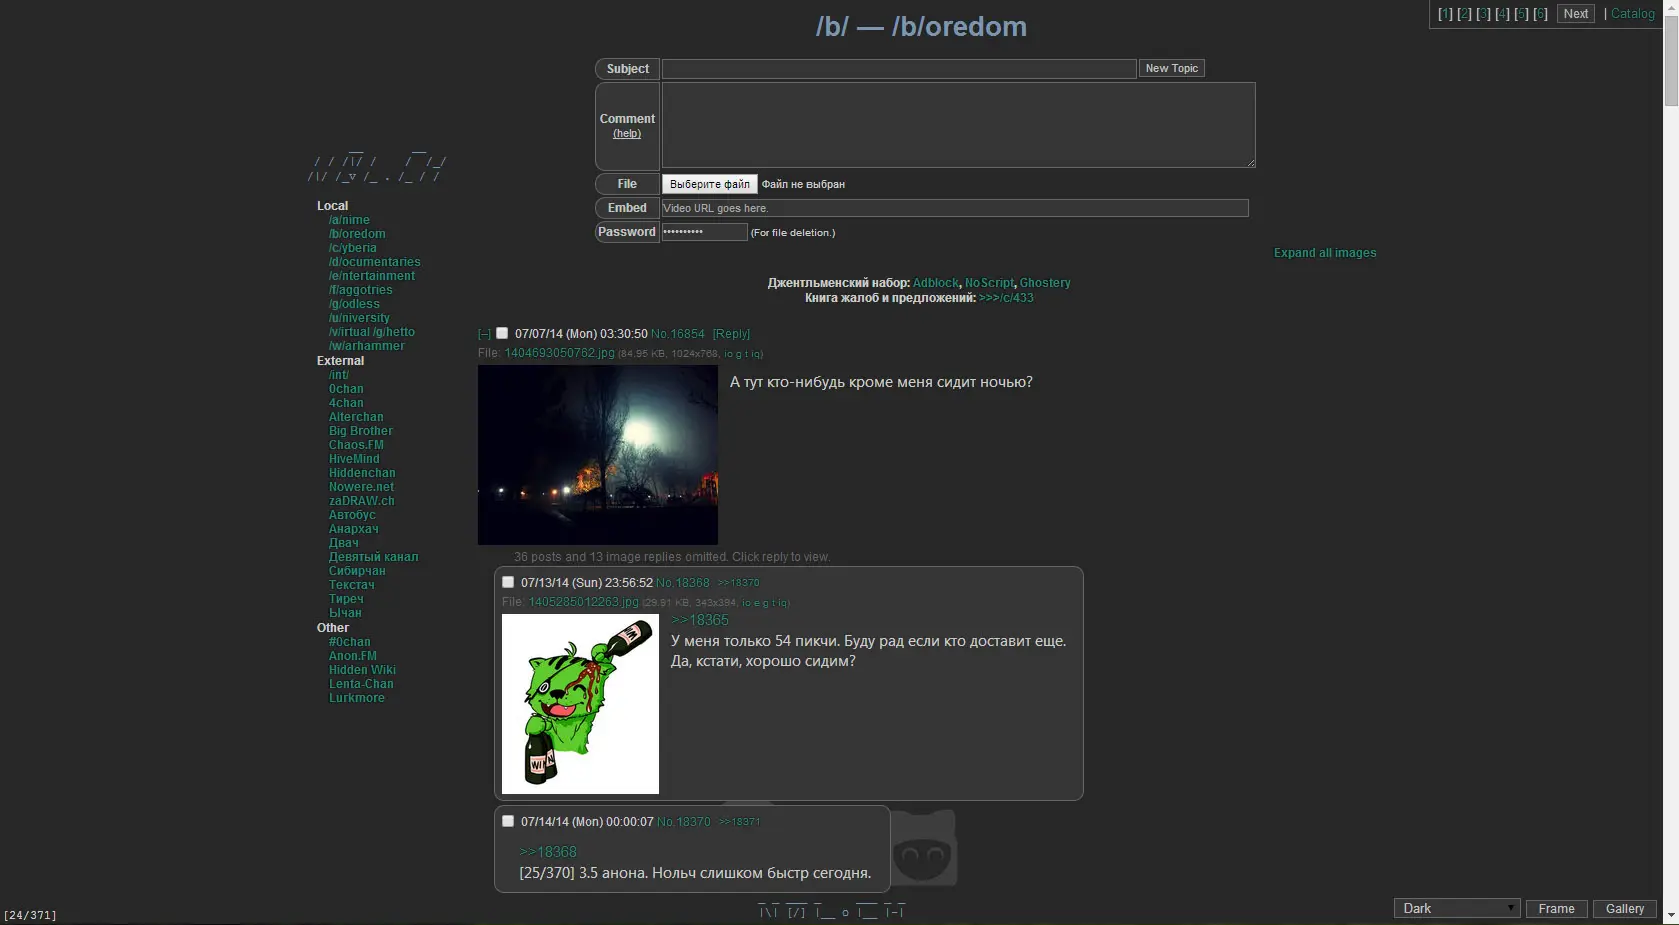 /b/ — /b/oredom
[1] [2] [3] [4] [5] [6] Next | Catalog
Subject New Topic
Comment
(help)
File Выберите файл Файл не выбран
Embed Video URL goes here.
Password •••••••••• (For file deletion.)
Expand all images
Джентльменский набор: Adblock, NoScript, Ghostery
Книга жалоб и предложений: >>>/c/433
Local
/a/nime
/b/oredom
/c/yberia
/d/ocumentaries
/e/ntertainment
/f/aggotries
/g/odless
/u/niversity
/v/irtual /g/hetto
/w/arhammer
External
/int/
0chan
4chan
Alterchan
Big Brother
Chaos.FM
HiveMind
Hiddenchan
Nowere.net
zaDRAW.ch
Автобус
Анархач
Двач
Девятый канал
Сибирчан
Текстач
Тиреч
Ычан
Other
#0chan
Anon.FM
Hidden Wiki
Lenta-Chan
Lurkmore
[–] 07/07/14 (Mon) 03:30:50 No.16854 [Reply]
File: 1404693050762.jpg (84.95 KB, 1024x768, io g t iq)
А тут кто-нибудь кроме меня сидит ночью?
36 posts and 13 image replies omitted. Click reply to view.
07/13/14 (Sun) 23:56:52 No.18368 >>18370
File: 1405285012263.jpg (29.91 KB, 343x394, io e g t iq)
>>18365
У меня только 54 пикчи. Буду рад если кто доставит еще.
Да, кстати, хорошо сидим?
WIN
WIN
07/14/14 (Mon) 00:00:07 No.18370 >>18371
>>18368
[25/370] 3.5 анона. Нольч слишком быстр сегодня.
[24/371]
Dark Frame Gallery